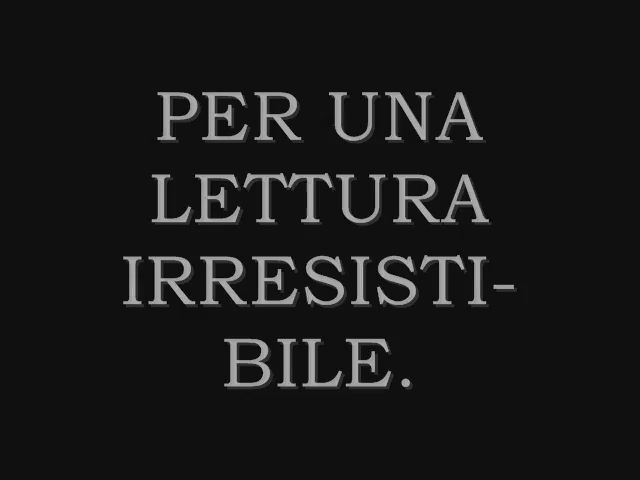 PER UNA
LETTURA
IRRESISTI-
BILE.